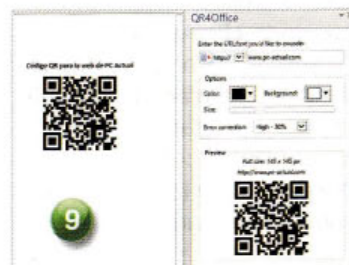 Código QR para la web de PC Actual
9
QR4Office
Enter the URL/text you'd like to encode:
http:// www.pc-actual.com
Options
Color: Background:
Size:
Error correction: High - 30%
Preview
Full size: 145 x 145 px
http://www.pc-actual.com